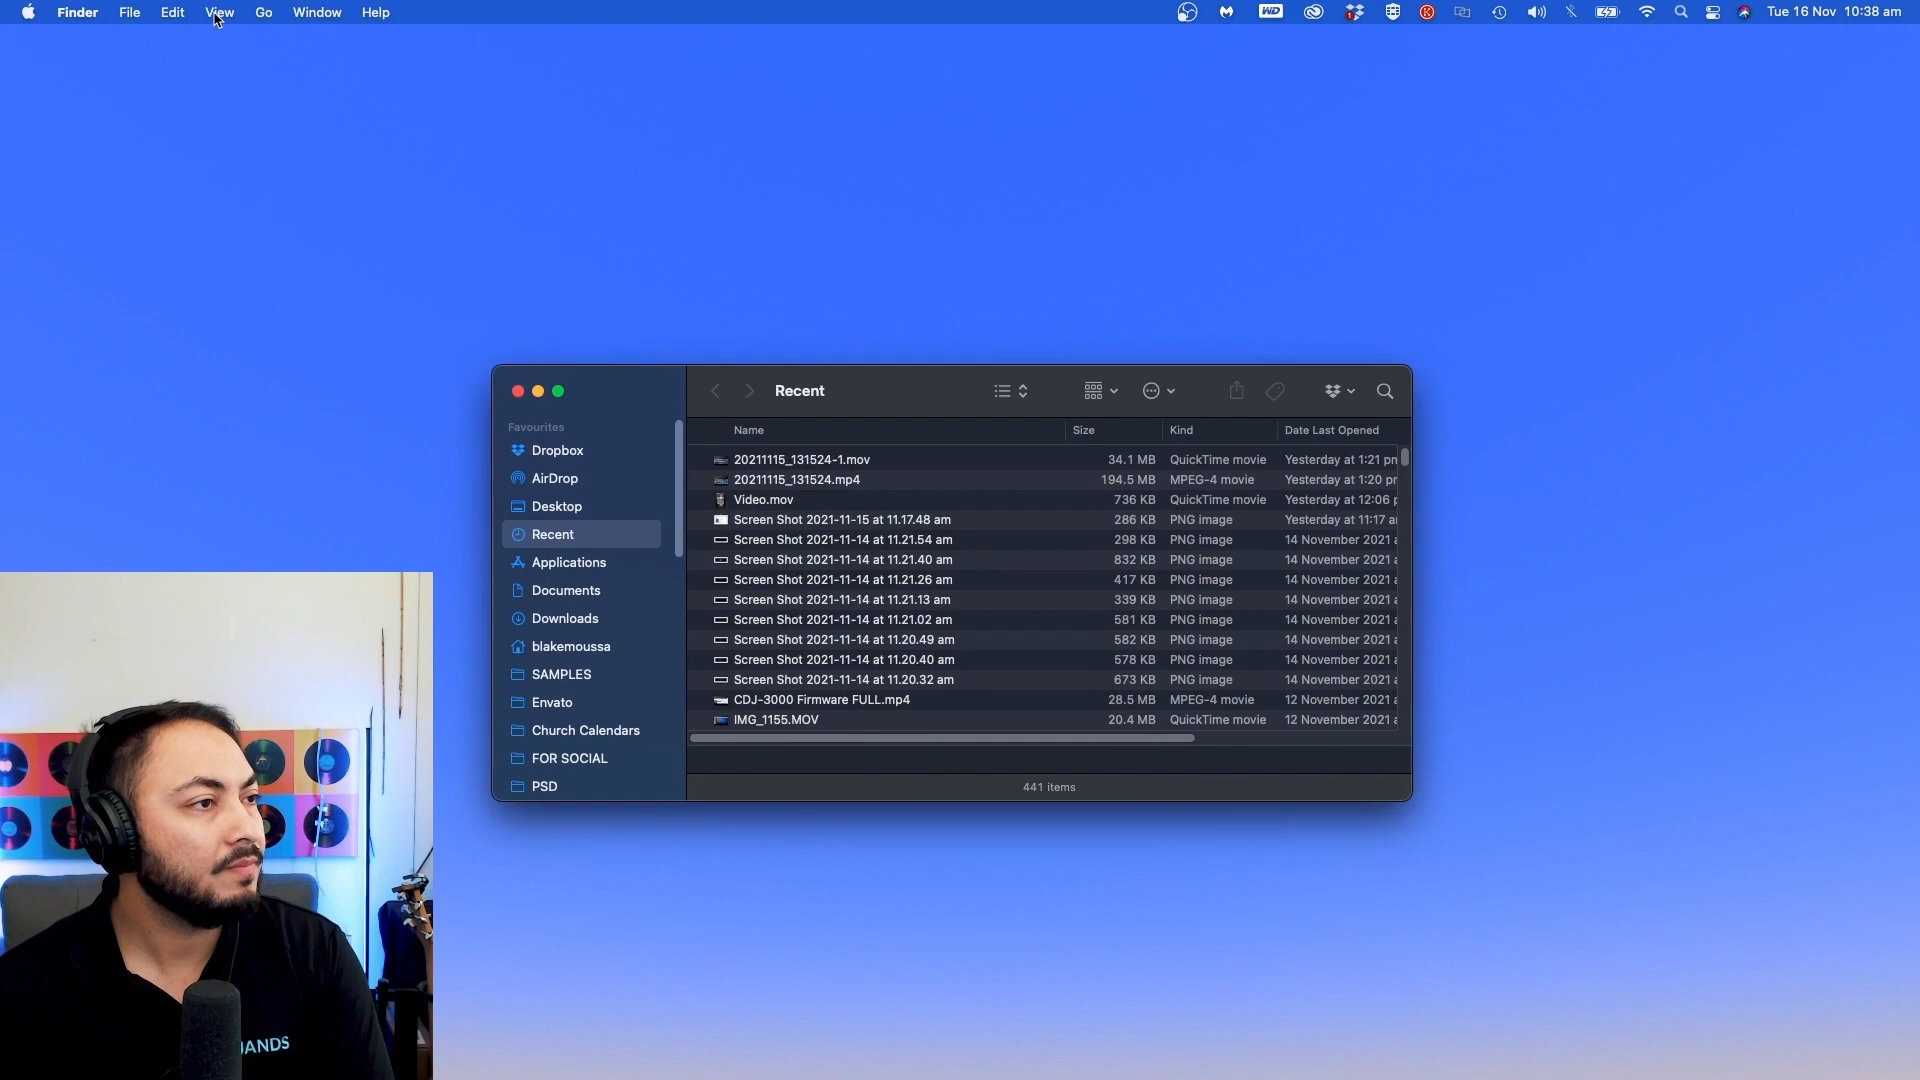 Finder File Edit View Go Window Help
WD
1
K
Tue 16 Nov 10:38 am
Recent
Favourites
Dropbox
AirDrop
Desktop
Recent
Applications
Documents
Downloads
blakemoussa
SAMPLES
Envato
Church Calendars
FOR SOCIAL
PSD
Name Size Kind Date Last Opened
20211115_131524-1.mov 34.1 MB QuickTime movie Yesterday at 1:21 pm
20211115_131524.mp4 194.5 MB MPEG-4 movie Yesterday at 1:20 pm
Video.mov 736 KB QuickTime movie Yesterday at 12:06 p
Screen Shot 2021-11-15 at 11.17.48 am 286 KB PNG image Yesterday at 11:17 a
Screen Shot 2021-11-14 at 11.21.54 am 298 KB PNG image 14 November 2021 a
Screen Shot 2021-11-14 at 11.21.40 am 832 KB PNG image 14 November 2021 a
Screen Shot 2021-11-14 at 11.21.26 am 417 KB PNG image 14 November 2021 a
Screen Shot 2021-11-14 at 11.21.13 am 339 KB PNG image 14 November 2021 a
Screen Shot 2021-11-14 at 11.21.02 am 581 KB PNG image 14 November 2021 a
Screen Shot 2021-11-14 at 11.20.49 am 582 KB PNG image 14 November 2021 a
Screen Shot 2021-11-14 at 11.20.40 am 578 KB PNG image 14 November 2021 a
Screen Shot 2021-11-14 at 11.20.32 am 673 KB PNG image 14 November 2021 a
CDJ-3000 Firmware FULL.mp4 28.5 MB MPEG-4 movie 12 November 2021 a
IMG_1155.MOV 20.4 MB QuickTime movie 12 November 2021 a
441 items
ANDS